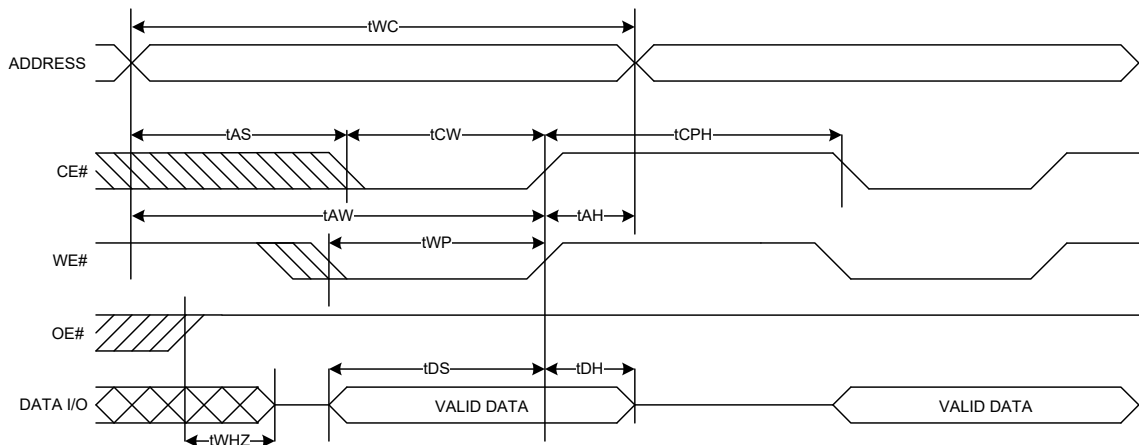 tWC
ADDRESS
tAS
tCW
tCPH
CE#
tAW
tAH
WE#
tWP
OE#
tDS
tDH
DATA I/O
VALID DATA
VALID DATA
tWHZ